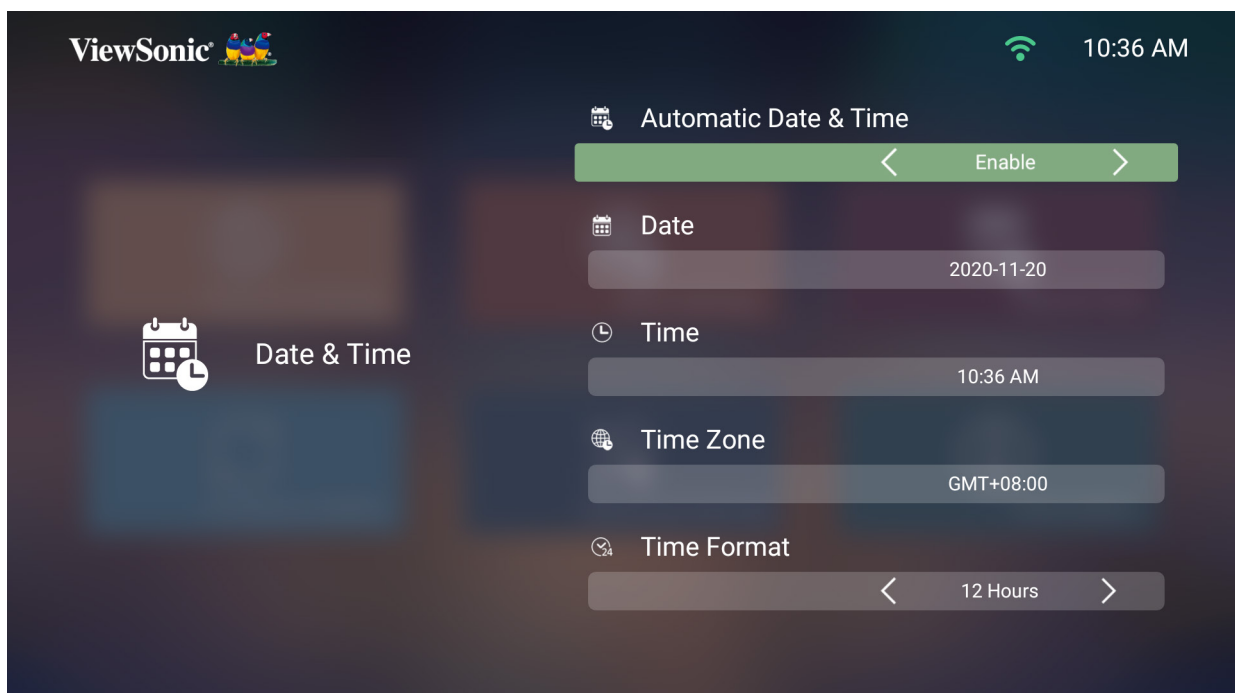 ViewSonic®
10:36 AM
Automatic Date & Time
Enable
Date
2020-11-20
Date & Time
Time
10:36 AM
Time Zone
GMT+08:00
24
Time Format
12 Hours